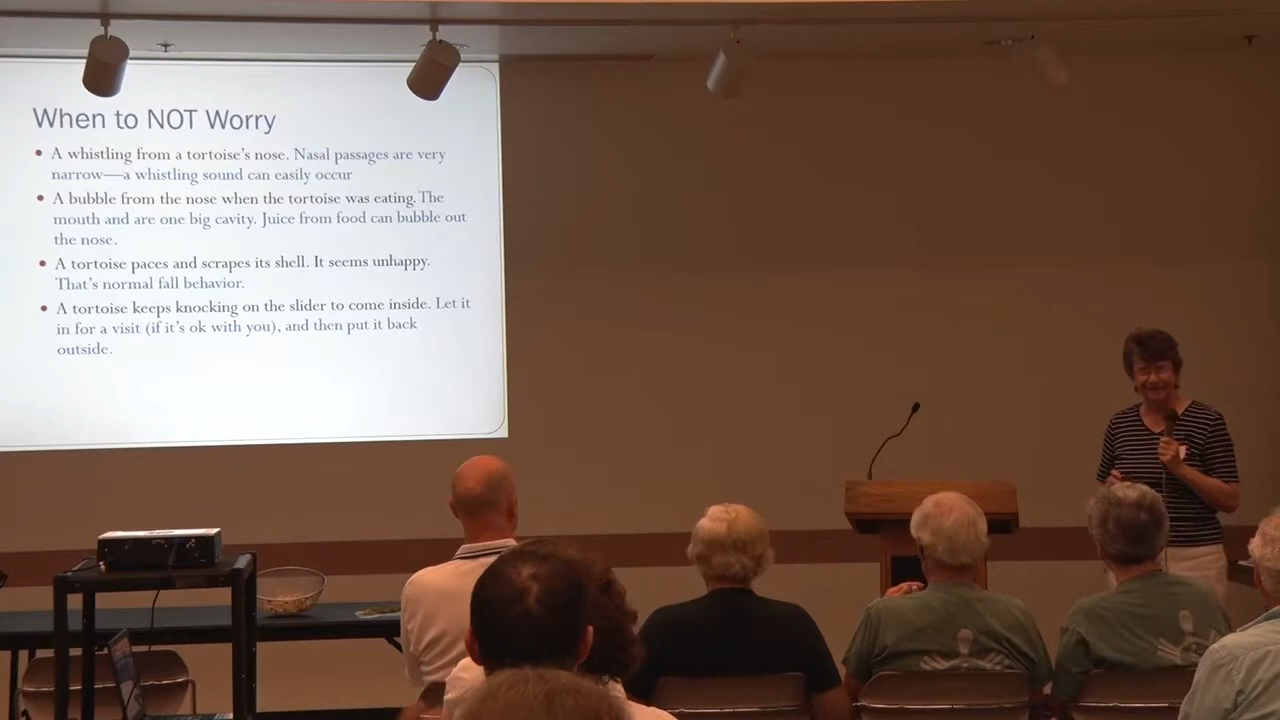 When to NOT Worry
• A whistling from a tortoise's nose. Nasal passages are very
narrow—a whistling sound can easily occur
• A bubble from the nose when the tortoise was eating. The
mouth and are one big cavity. Juice from food can bubble out
the nose.
• A tortoise paces and scrapes its shell. It seems unhappy.
That's normal fall behavior.
• A tortoise keeps knocking on the slider to come inside. Let it
in for a visit (if it's ok with you), and then put it back
outside.